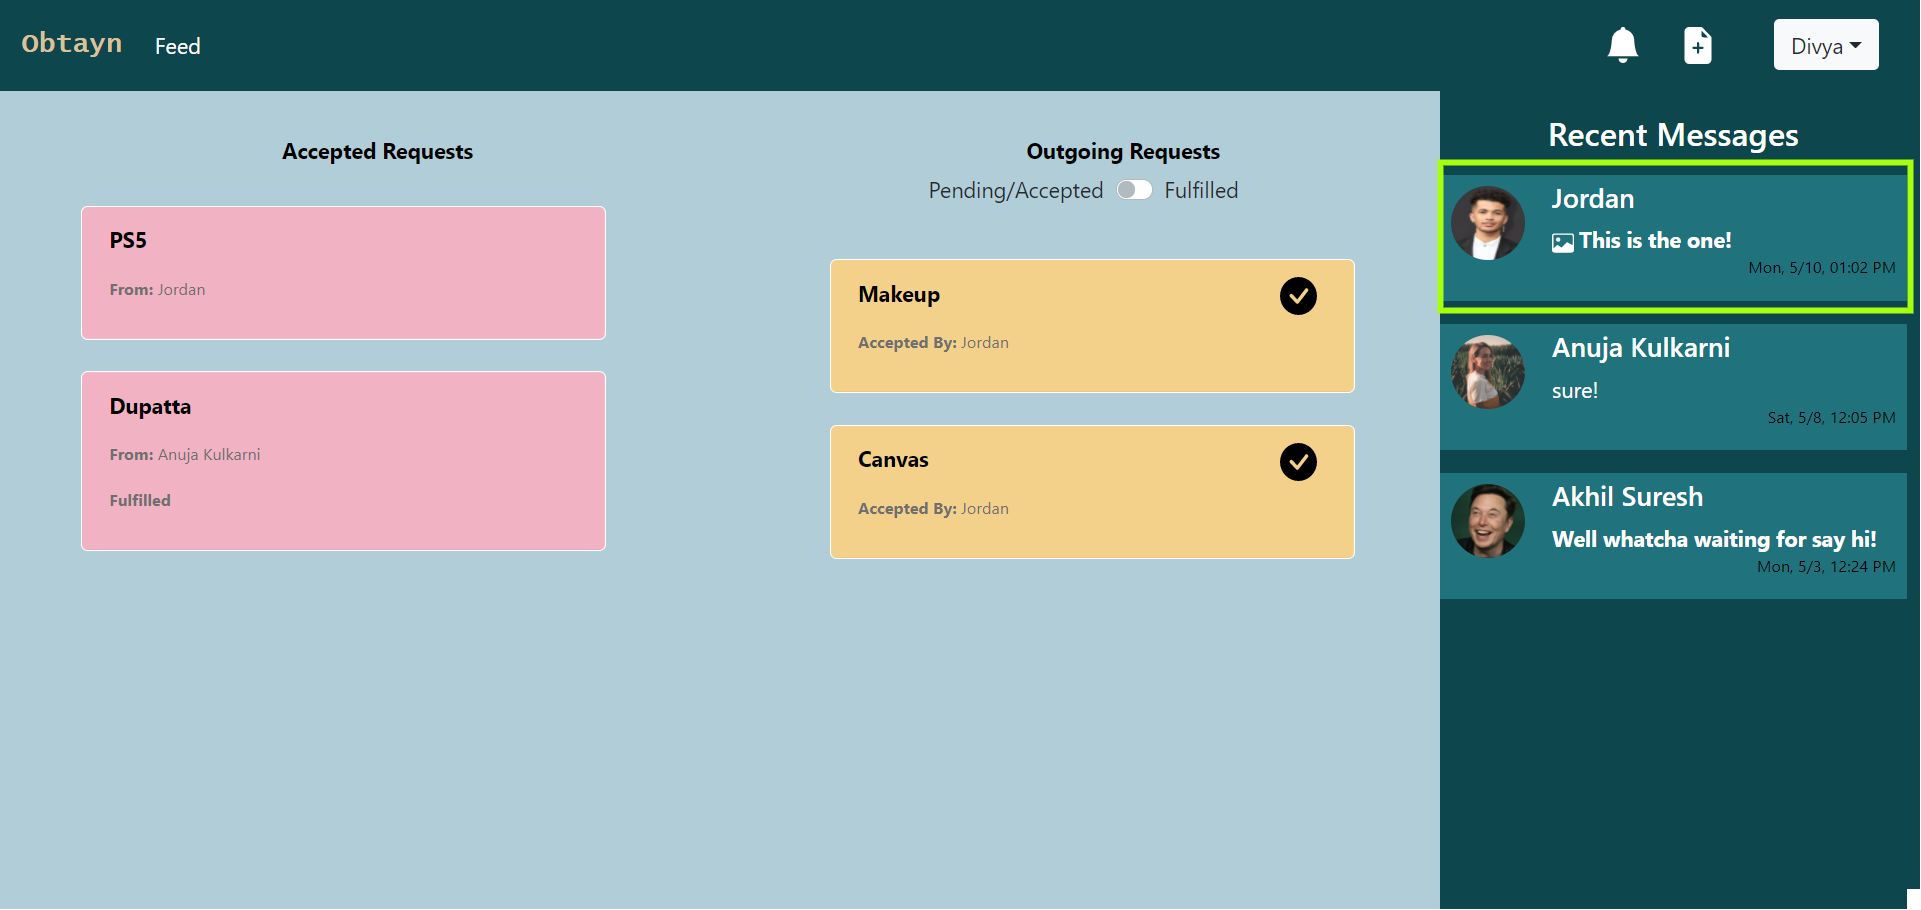 Obtayn
Feed
Divya
Accepted Requests
PS5
From: Jordan
Dupatta
From: Anuja Kulkarni
Fulfilled
Outgoing Requests
Pending/Accepted Fulfilled
Makeup
Accepted By: Jordan
Canvas
Accepted By: Jordan
Recent Messages
Jordan
This is the one!
Mon, 5/10, 01:02 PM
Anuja Kulkarni
sure!
Sat, 5/8, 12:05 PM
Akhil Suresh
Well whatcha waiting for say hi!
Mon, 5/3, 12:24 PM